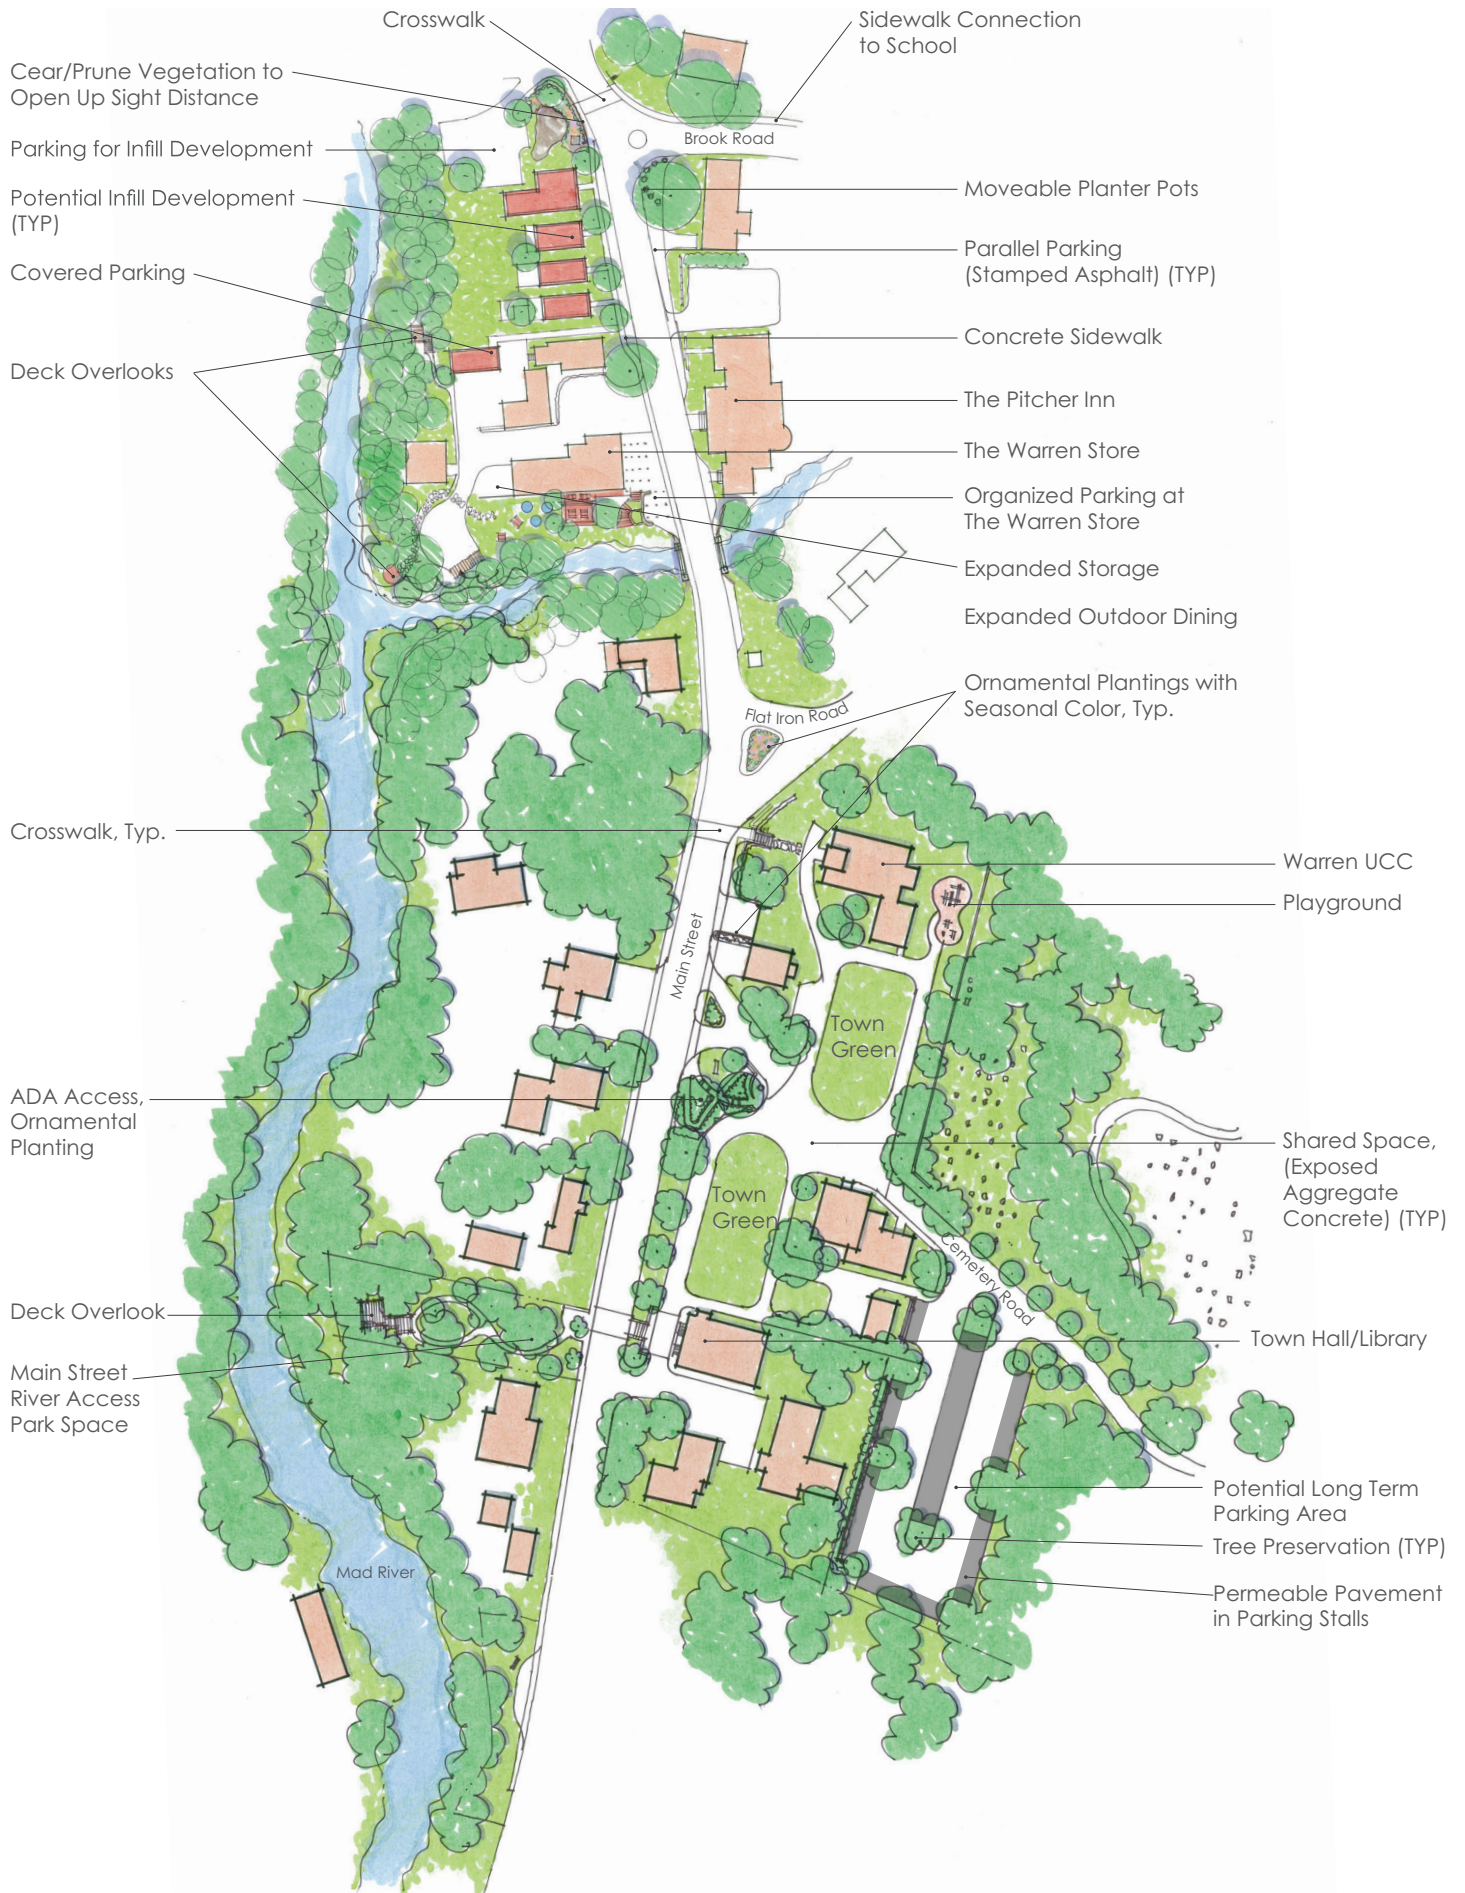 Crosswalk
Sidewalk Connection
to School
Cear/Prune Vegetation to
Open Up Sight Distance
Brook Road
Parking for Infill Development
Moveable Planter Pots
Potential Infill Development
(TYP)
Parallel Parking
(Stamped Asphalt) (TYP)
Covered Parking
Concrete Sidewalk
Deck Overlooks
The Pitcher Inn
The Warren Store
Organized Parking at
The Warren Store
Expanded Storage
Expanded Outdoor Dining
Ornamental Plantings with
Seasonal Color, Typ.
Flat Iron Road
Crosswalk, Typ.
Warren UCC
Playground
Main Street
Town
Green
ADA Access,
Ornamental
Planting
Shared Space,
(Exposed
Aggregate
Concrete) (TYP)
Town
Green
Cemetery Road
Deck Overlook
Town Hall/Library
Main Street
River Access
Park Space
Potential Long Term
Parking Area
Tree Preservation (TYP)
Mad River
Permeable Pavement
in Parking Stalls